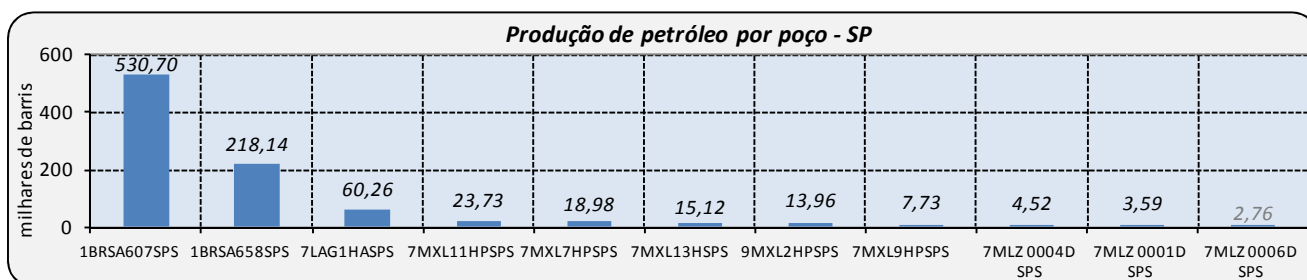 Produção de petróleo por poço - SP
milhares de barris
600
400
200
0
530,70
218,14
60,26
23,73
18,98
15,12
13,96
7,73
4,52
3,59
2,76
1BRSA607SPS
1BRSA658SPS
7LAG1HASPS
7MXL11HPSPS
7MXL7HPSPS
7MXL13HSPS
9MXL2HPSPS
7MXL9HPSPS
7MLZ 0004D
SPS
7MLZ 0001D
SPS
7MLZ 0006D
SPS